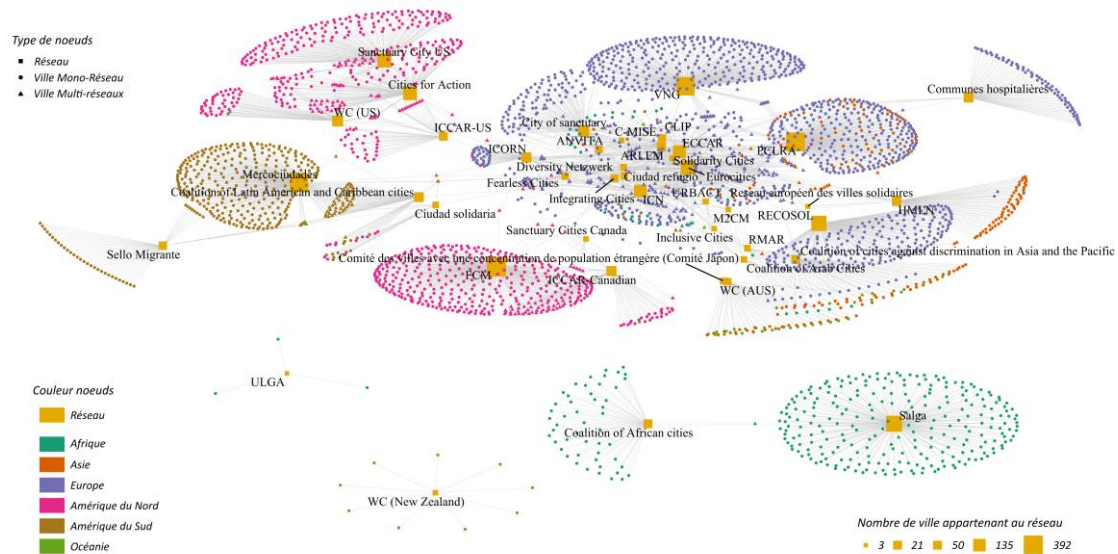 Type de noeuds
Réseau
Ville Mono-Réseau
Ville Multi-réseaux
Sanctuary City US
Cities for Action
WC (US)
ICCAR-US
VNG
Communes hospitalières
City of sanctuary
C-MISE
CLIP
ANVITA
ECCAR
PCLRA
ICORN
ARLEM
Solidarity Cities
Diversity Netzwerk
Ciudad refugio
Eurocities
Fearless Cities
Integrating Cities
ICN
URBACT
Réseau européen des villes solidaires
Mercociudades
Coalition of Latin American and Caribbean cities
Ciudad solidaria
RECOSOL
HMLN
M2CM
Sanctuary Cities Canada
Inclusive Cities
RMAR
Sello Migrante
Coalition of cities against discrimination in Asia and the Pacific
Comité des villes avec une concentration de population étrangère (Comité Japon)
Coalition of Arab Cities
FCM
ICCAR-Canadian
WC (AUS)
ULGA
Couleur noeuds
Réseau
Afrique
Asie
Europe
Amérique du Nord
Amérique du Sud
Océanie
Coalition of African cities
Salga
WC (New Zealand)
Nombre de ville appartenant au réseau
3 21 50 135 392